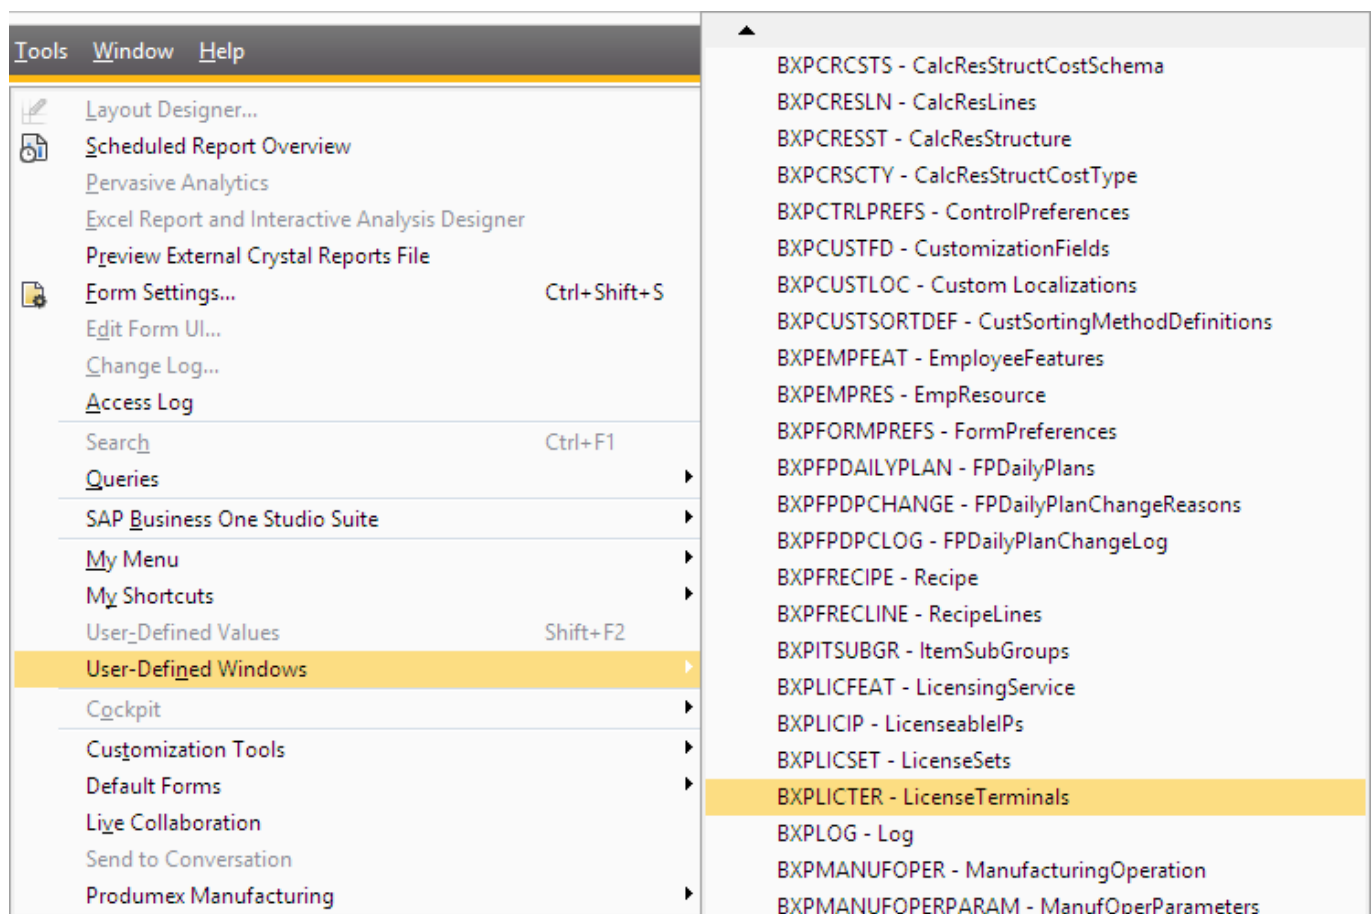 Tools Window Help
Layout Designer...
Scheduled Report Overview
Pervasive Analytics
Excel Report and Interactive Analysis Designer
Preview External Crystal Reports File
Form Settings... Ctrl+Shift+S
Edit Form UI...
Change Log...
Access Log
Search Ctrl+F1
Queries
SAP Business One Studio Suite
My Menu
My Shortcuts
User-Defined Values Shift+F2
User-Defined Windows
Cockpit
Customization Tools
Default Forms
Live Collaboration
Send to Conversation
Produmex Manufacturing
BXPCRCSTS - CalcResStructCostSchema
BXPCRESLN - CalcResLines
BXPCRESST - CalcResStructure
BXPCRSCTY - CalcResStructCostType
BXPCTRLPREFS - ControlPreferences
BXPCUSTFD - CustomizationFields
BXPCUSTLOC - Custom Localizations
BXPCUSTSORTDEF - CustSortingMethodDefinitions
BXPEMPFEAT - EmployeeFeatures
BXPEMPRES - EmpResource
BXPFORMPREFS - FormPreferences
BXPFPDAILYPLAN - FPDailyPlans
BXPFPDPCHANGE - FPDailyPlanChangeReasons
BXPFPDPCLOG - FPDailyPlanChangeLog
BXPFRECIPE - Recipe
BXPFRECLINE - RecipeLines
BXPITSUBGR - ItemSubGroups
BXPLICFEAT - LicensingService
BXPLICIP - LicenseableIPs
BXPLICSET - LicenseSets
BXPLICTER - LicenseTerminals
BXPLOG - Log
BXPMANUFOPER - ManufacturingOperation
BXPMANUFOPERPARAM - ManufOperParameters